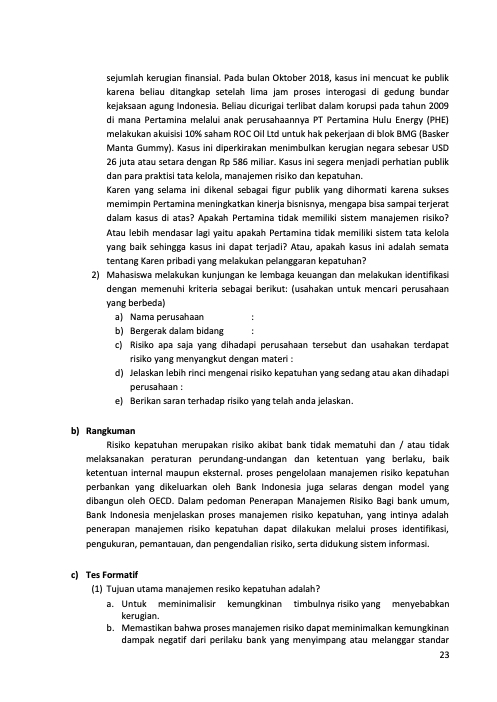 sejumlah kerugian finansial. Pada bulan Oktober 2018, kasus ini mencuat ke publik
karena beliau ditangkap setelah lima jam proses interogasi di gedung bundar
kejaksaan agung Indonesia. Beliau dicurigai terlibat dalam korupsi pada tahun 2009
di mana Pertamina melalui anak perusahaannya PT Pertamina Hulu Energy (PHE)
melakukan akuisisi 10% saham ROC Oil Ltd untuk hak pekerjaan di blok BMG (Basker
Manta Gummy). Kasus ini diperkirakan menimbulkan kerugian negara sebesar USD
26 juta atau setara dengan Rp 586 miliar. Kasus ini segera menjadi perhatian publik
dan para praktisi tata kelola, manajemen risiko dan kepatuhan.
Karen yang selama ini dikenal sebagai figur publik yang dihormati karena sukses
memimpin Pertamina meningkatkan kinerja bisnisnya, mengapa bisa sampai terjerat
dalam kasus di atas? Apakah Pertamina tidak memiliki sistem manajemen risiko?
Atau lebih mendasar lagi yaitu apakah Pertamina tidak memiliki sistem tata kelola
yang baik sehingga kasus ini dapat terjadi? Atau, apakah kasus ini adalah semata
tentang Karen pribadi yang melakukan pelanggaran kepatuhan?
2) Mahasiswa melakukan kunjungan ke lembaga keuangan dan melakukan identifikasi
dengan memenuhi kriteria sebagai berikut: (usahakan untuk mencari perusahaan
yang berbeda)
a) Nama perusahaan :
b) Bergerak dalam bidang :
c) Risiko apa saja yang dihadapi perusahaan tersebut dan usahakan terdapat
risiko yang menyangkut dengan materi :
d) Jelaskan lebih rinci mengenai risiko kepatuhan yang sedang atau akan dihadapi
perusahaan :
e) Berikan saran terhadap risiko yang telah anda jelaskan.
b) Rangkuman
Risiko kepatuhan merupakan risiko akibat bank tidak mematuhi dan / atau tidak
melaksanakan peraturan perundang-undangan dan ketentuan yang berlaku, baik
ketentuan internal maupun eksternal. proses pengelolaan manajemen risiko kepatuhan
perbankan yang dikeluarkan oleh Bank Indonesia juga selaras dengan model yang
dibangun oleh OECD. Dalam pedoman Penerapan Manajemen Risiko Bagi bank umum,
Bank Indonesia menjelaskan proses manajemen risiko kepatuhan, yang intinya adalah
penerapan manajemen risiko kepatuhan dapat dilakukan melalui proses identifikasi,
pengukuran, pemantauan, dan pengendalian risiko, serta didukung sistem informasi.
c) Tes Formatif
(1) Tujuan utama manajemen resiko kepatuhan adalah?
a. Untuk meminimalisir kemungkinan timbulnya risiko yang menyebabkan
kerugian.
b. Memastikan bahwa proses manajemen risiko dapat meminimalkan kemungkinan
dampak negatif dari perilaku bank yang menyimpang atau melanggar standar
23